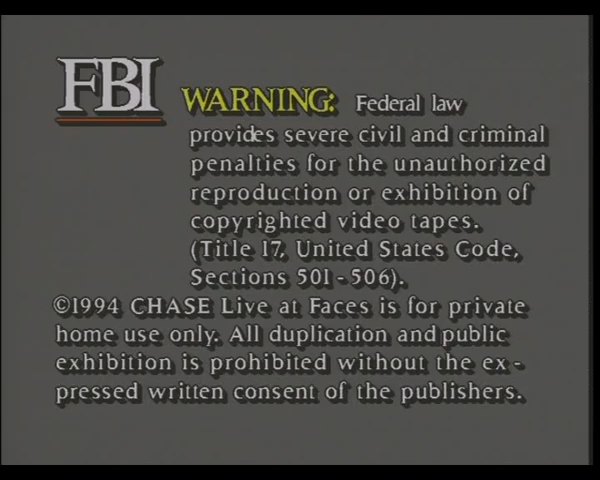 FBI WARNING: Federal law
provides severe civil and criminal
penalties for the unauthorized
reproduction or exhibition of
copyrighted video tapes.
(Title 17, United States Code,
Sections 501-506).
©1994 CHASE Live at Faces is for private
home use only. All duplication and public
exhibition is prohibited without the ex-
pressed written consent of the publishers.